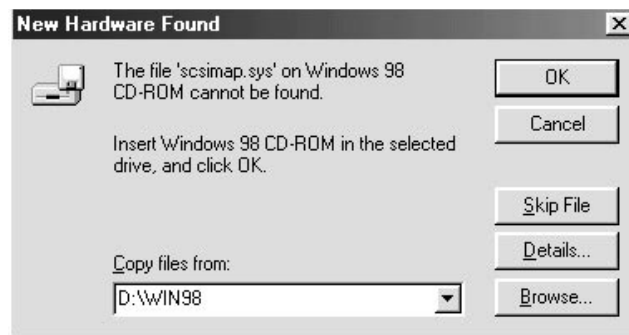 New Hardware Found
The file 'scsimap.sys' on Windows 98
CD-ROM cannot be found.
Insert Windows 98 CD-ROM in the selected
drive, and click OK.
Copy files from:
D:\WIN98
OK
Cancel
Skip File
Details...
Browse...